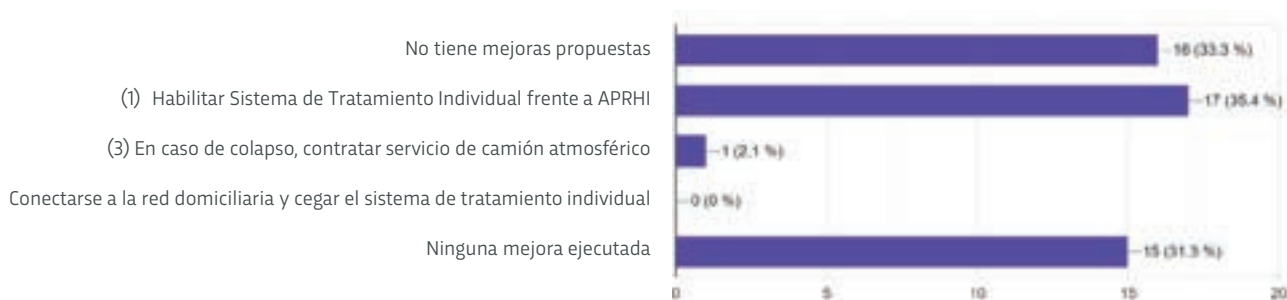 No tiene mejoras propuestas
16 (33.3 %)
(1) Habilitar Sistema de Tratamiento Individual frente a APRHI
17 (35.4 %)
(3) En caso de colapso, contratar servicio de camión atmosférico
1 (2.1 %)
Conectarse a la red domiciliaria y cegar el sistema de tratamiento individual
0 (0 %)
Ninguna mejora ejecutada
15 (31.3 %)
0 5 10 15 20